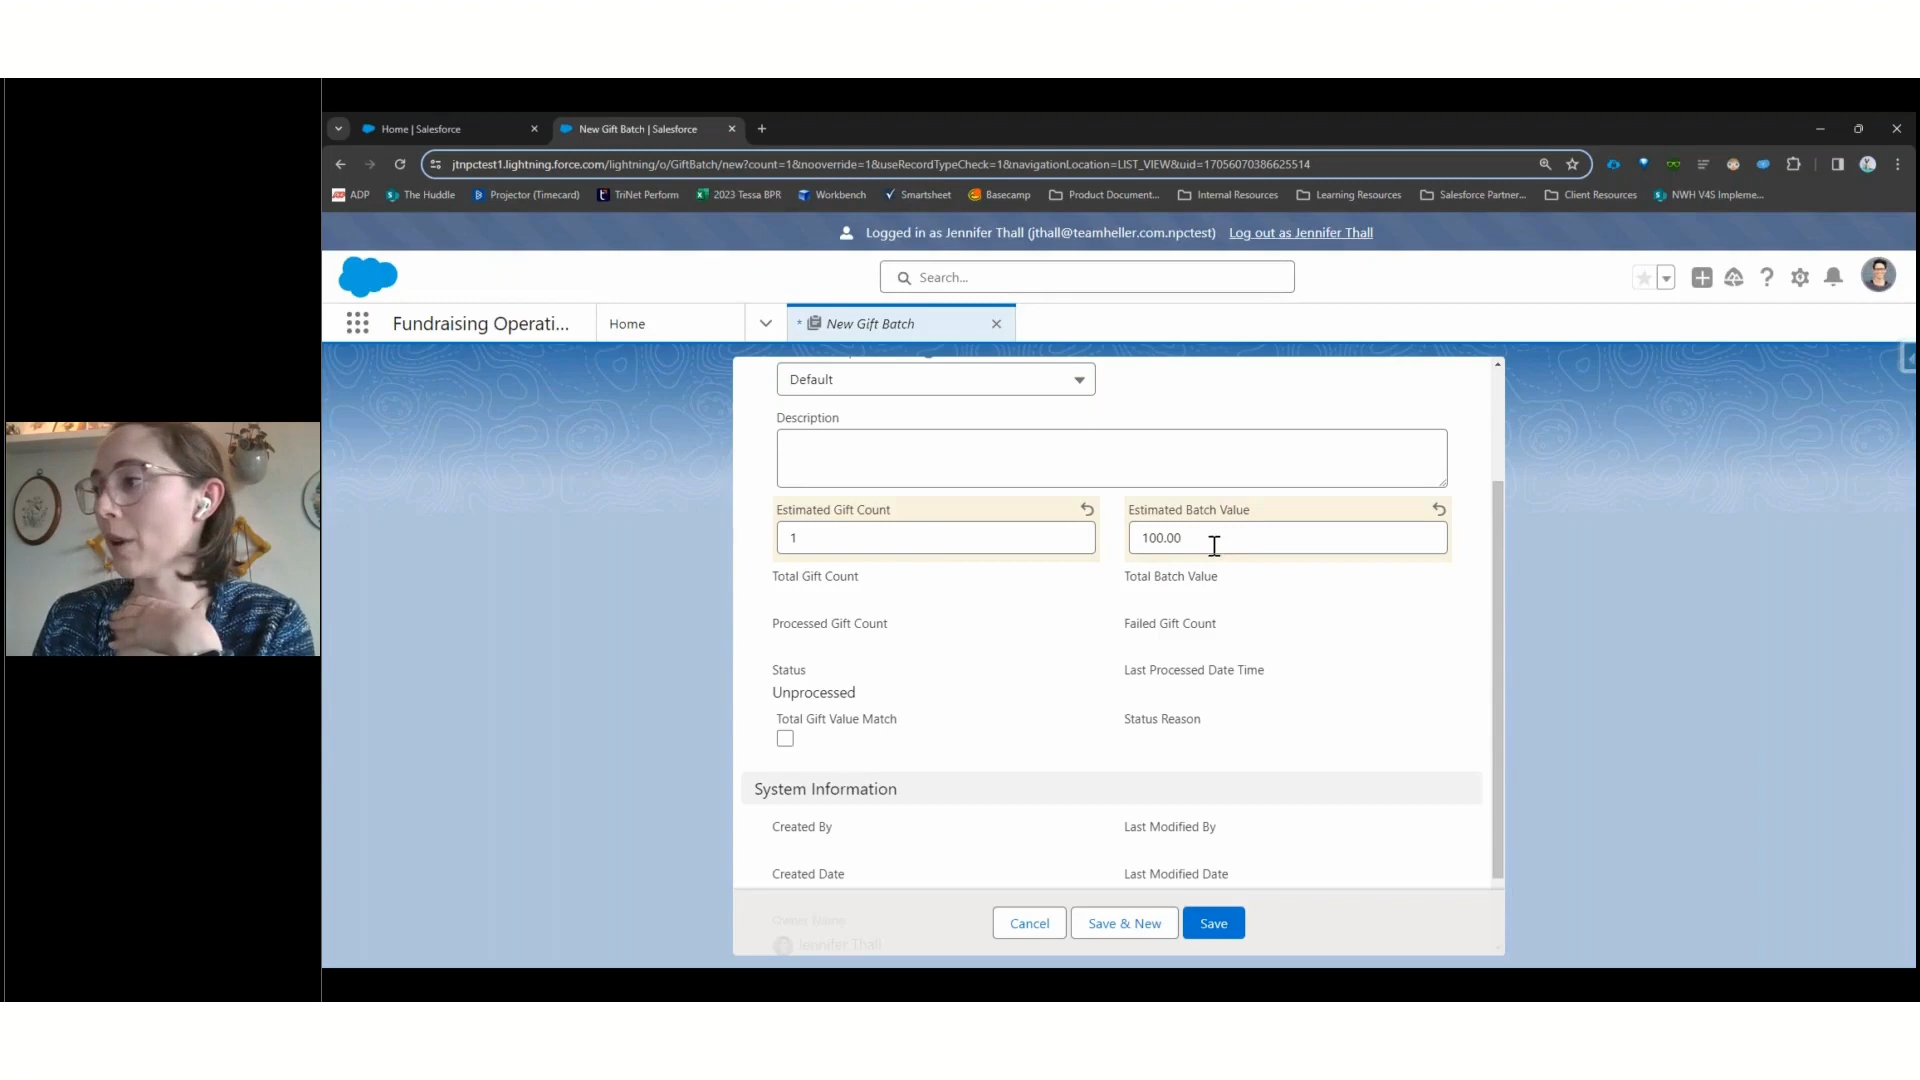 Home | Salesforce
New Gift Batch | Salesforce
jtnpctest1.lightning.force.com/lightning/o/GiftBatch/new?count=1&nooverride=1&useRecordTypeCheck=1&navigationLocation=LIST_VIEW&uid=17056070386625514
ADP The Huddle Projector (Timecard) TriNet Perform 2023 Tessa BPR Workbench Smartsheet Basecamp Product Document... Internal Resources Learning Resources Salesforce Partner... Client Resources NWH V4S Impleme...
Logged in as Jennifer Thall (jthall@teamheller.com.npctest) Log out as Jennifer Thall
Search...
Fundraising Operati... Home * New Gift Batch
Default
Description
Estimated Gift Count Estimated Batch Value
1 100.00
Total Gift Count Total Batch Value
Processed Gift Count Failed Gift Count
Status Last Processed Date Time
Unprocessed
Total Gift Value Match Status Reason
System Information
Created By Last Modified By
Created Date Last Modified Date
Owner Name
Jennifer Thall
Cancel Save & New Save